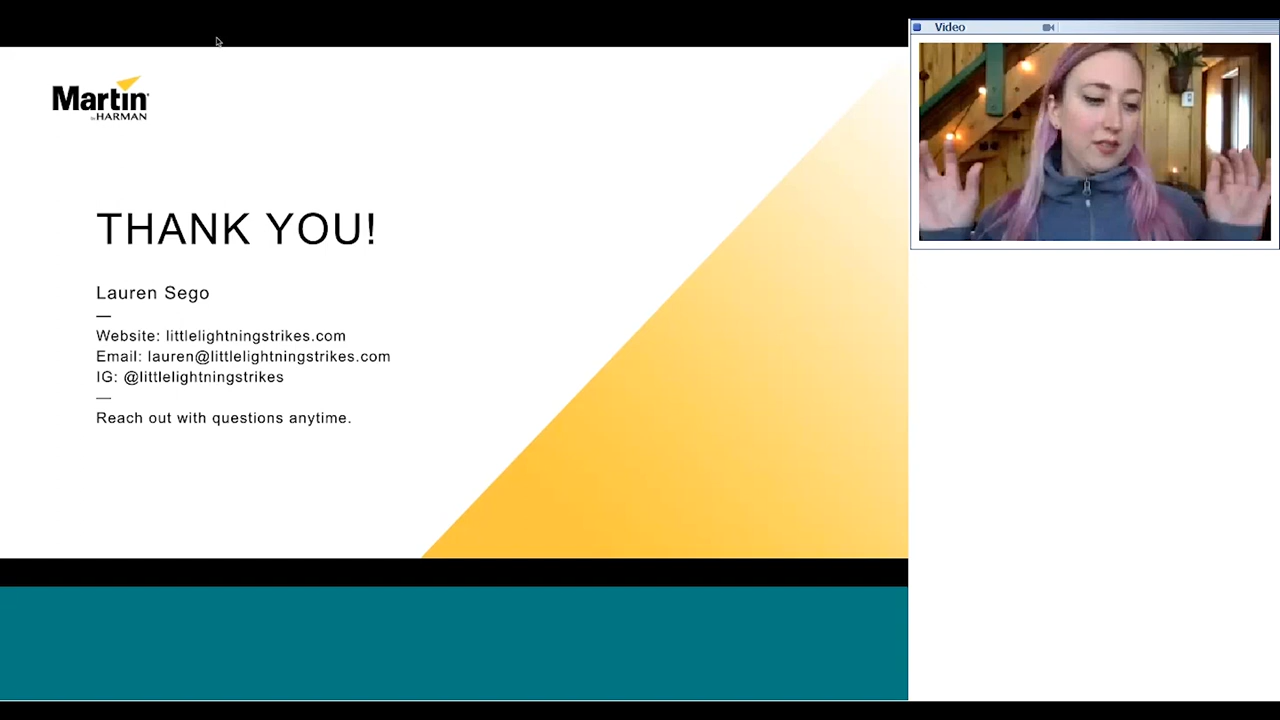 Video
Martin
by HARMAN
THANK YOU!
Lauren Sego
—
Website: littlelightningstrikes.com
Email: lauren@littlelightningstrikes.com
IG: @littlelightningstrikes
—
Reach out with questions anytime.